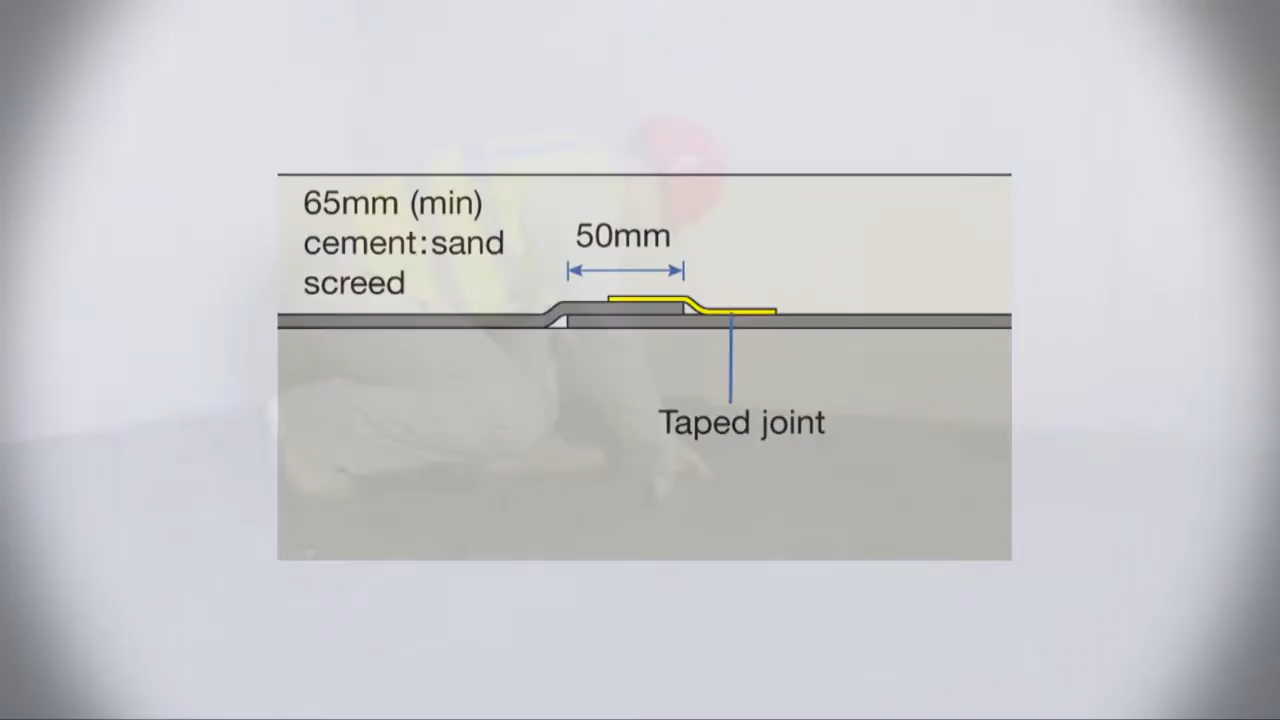 65mm (min)
cement:sand
screed
50mm
Taped joint